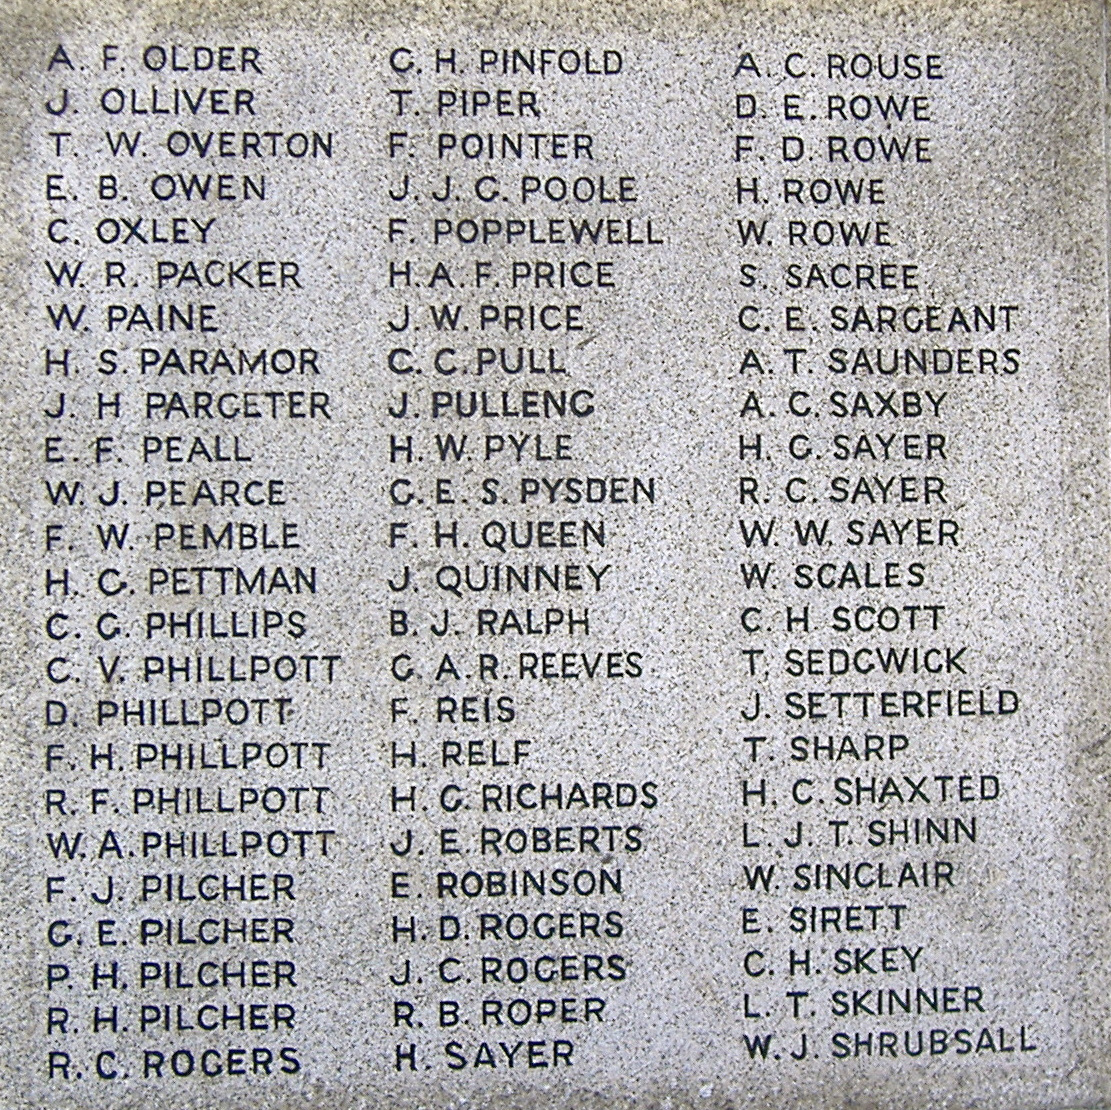 A. F. OLDER
J. OLLIVER
T. W. OVERTON
E. B. OWEN
C. OXLEY
W. R. PACKER
W. PAINE
H. S. PARAMOR
J. H PARGETER
E. F. PEALL
W. J. PEARCE
F. W. PEMBLE
H. G. PETTMAN
C. G. PHILLIPS
C. V. PHILLPOTT
D. PHILLPOTT
F. H. PHILLPOTT
R. F. PHILLPOTT
W. A. PHILLPOTT
F. J. PILCHER
G. E. PILCHER
P. H. PILCHER
R. H. PILCHER
R. C. ROGERS
G. H. PINFOLD
T. PIPER
F. POINTER
J. J. G. POOLE
F. POPPLEWELL
H. A. F. PRICE
J. W. PRICE
C. C. PULL
J. PULLENG
H. W. PYLE
G. E. S. PYSDEN
F. H. QUEEN
J. QUINNEY
B. J. RALPH
G. A. R. REEVES
F. REIS
H. RELF
H. G. RICHARDS
J. E. ROBERTS
E. ROBINSON
H. D. ROGERS
J. C. ROGERS
R. B. ROPER
H. SAYER
A. C. ROUSE
D. E. ROWE
F. D. ROWE
H. ROWE
W. ROWE
S. SACREE
C. E. SARGEANT
A. T. SAUNDERS
A. C. SAXBY
H. G. SAYER
R. C. SAYER
W. W. SAYER
W. SCALES
C. H. SCOTT
T. SEDGWICK
J. SETTERFIELD
T. SHARP
H. C. SHAXTED
L. J. T. SHINN
W. SINCLAIR
E. SIRETT
C. H. SKEY
L. T. SKINNER
W. J. SHRUBSALL